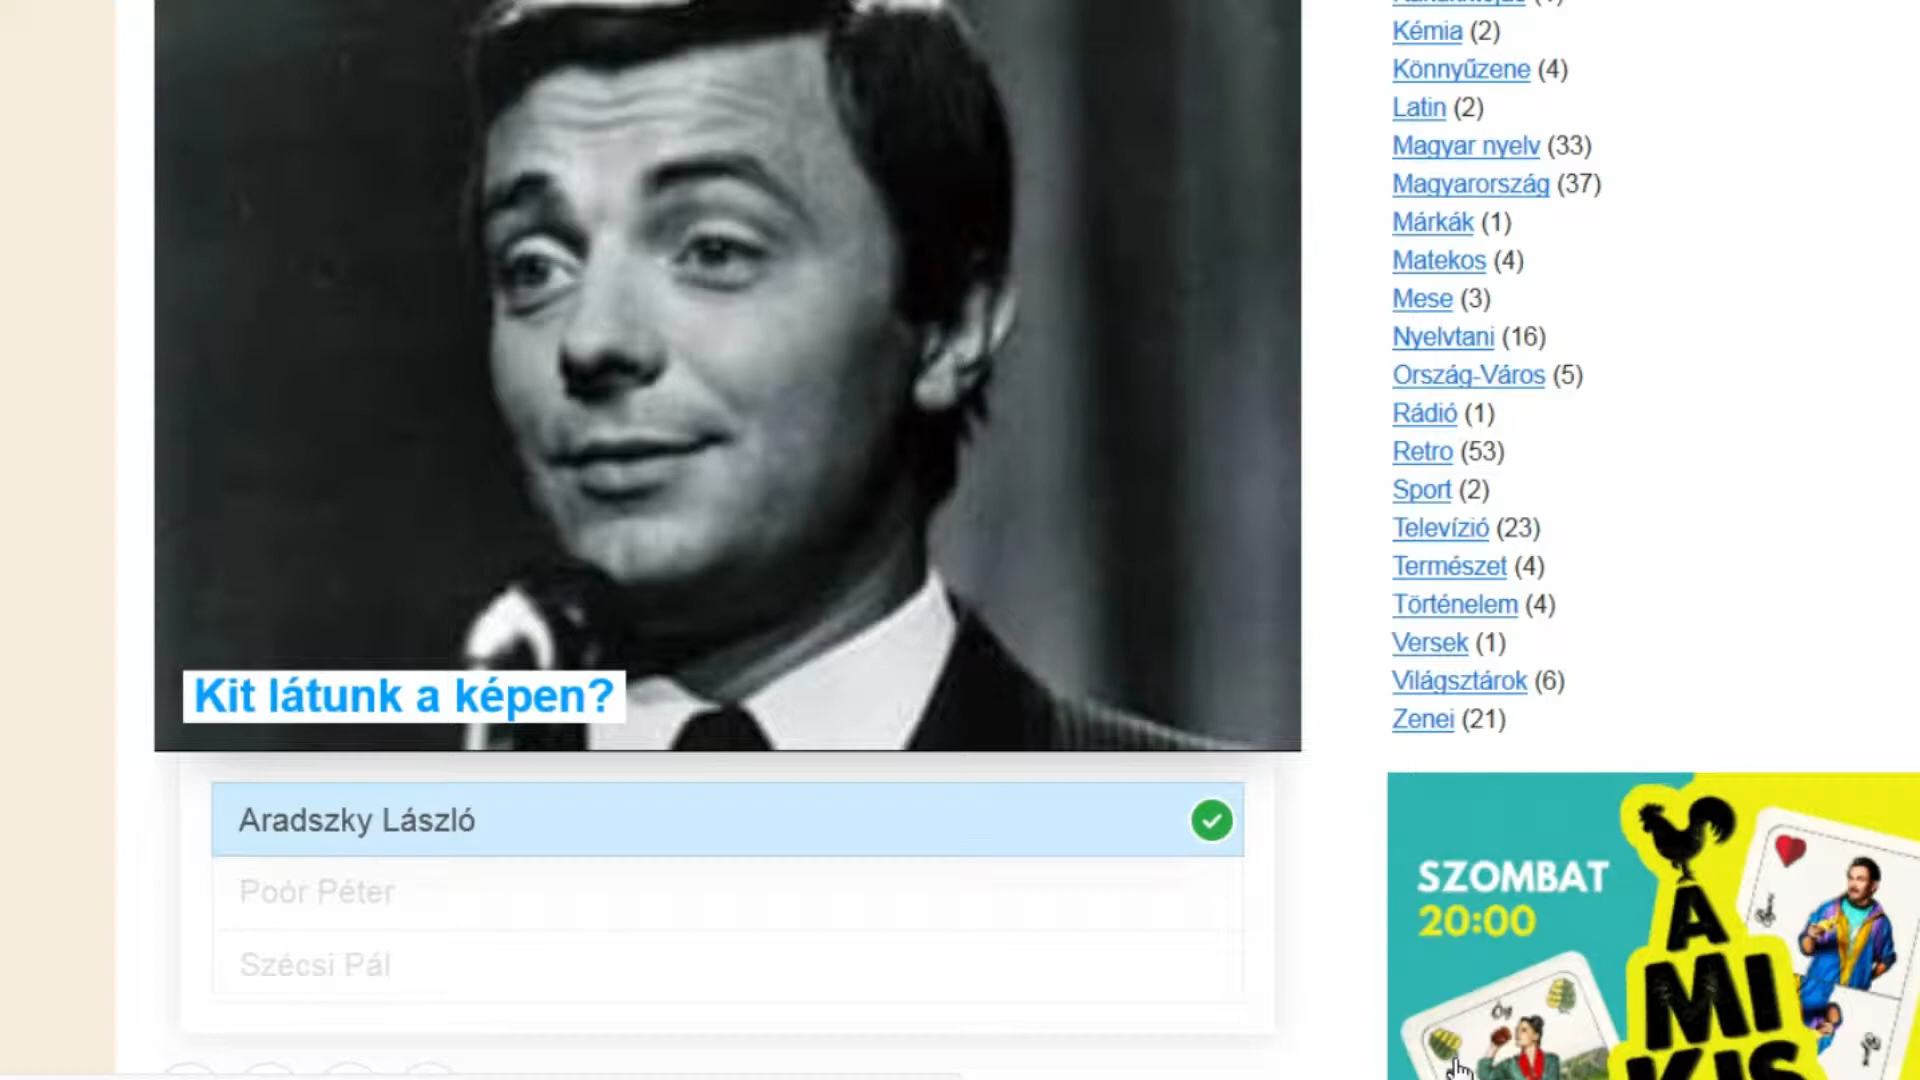 Kémia (2)
Könnyűzene (4)
Latin (2)
Magyar nyelv (33)
Magyarország (37)
Márkák (1)
Matekos (4)
Mese (3)
Nyelvtani (16)
Ország-Város (5)
Rádió (1)
Retro (53)
Sport (2)
Televízió (23)
Természet (4)
Történelem (4)
Versek (1)
Világsztárok (6)
Zenei (21)
Kit látunk a képen?
Aradszky László
Poór Péter
Szécsi Pál
SZOMBAT
20:00
A
MI
KIS